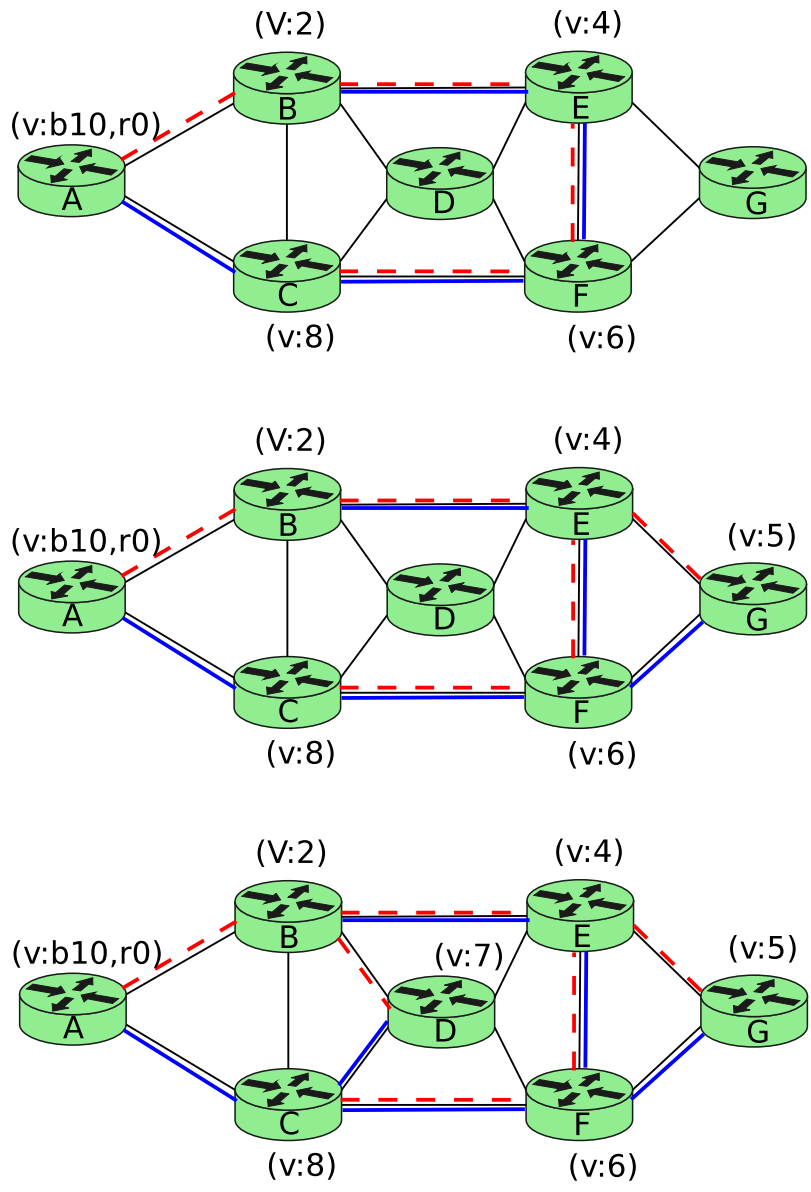 (V:2) (v:4)
B E
(v:b10,r0)
A D G
C F
(v:8) (v:6)
(V:2) (v:4)
B E
(v:b10,r0) (v:5)
A D G
C F
(v:8) (v:6)
(V:2) (v:4)
B E
(v:b10,r0) (v:7) (v:5)
A D G
C F
(v:8) (v:6)